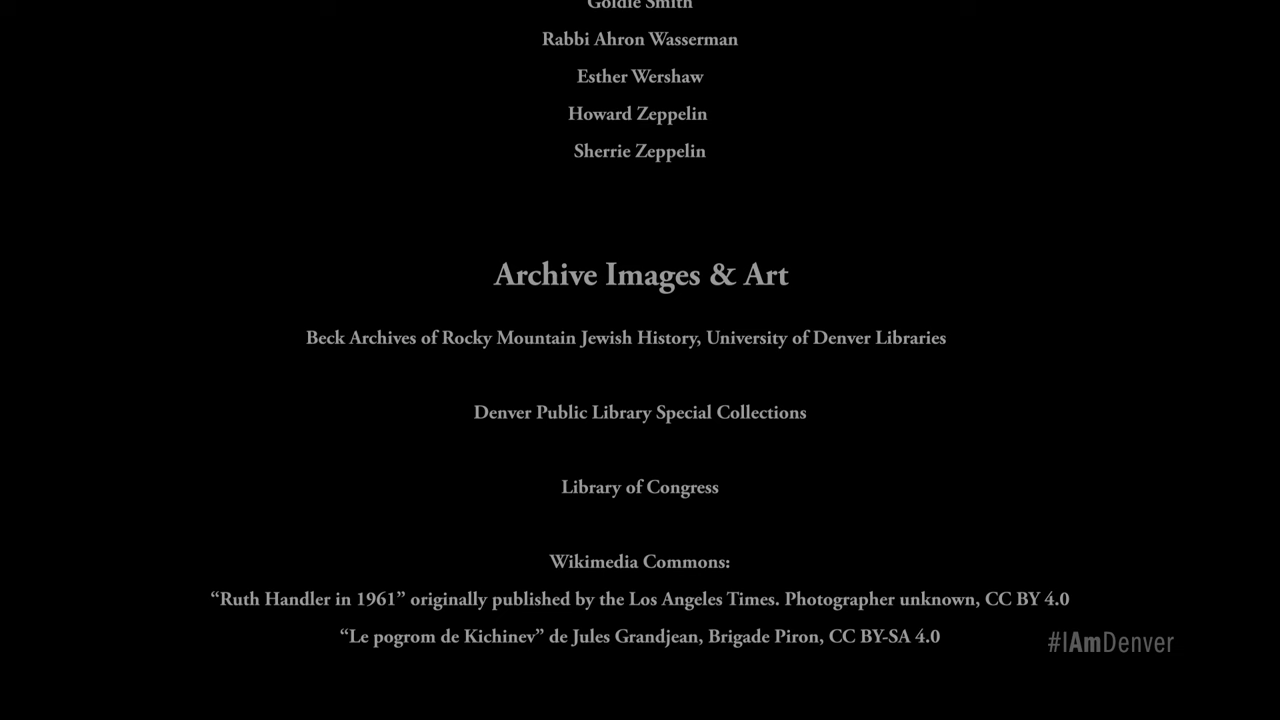 Goldie Smith
Rabbi Ahron Wasserman
Esther Wershaw
Howard Zeppelin
Sherrie Zeppelin
Archive Images & Art
Beck Archives of Rocky Mountain Jewish History, University of Denver Libraries
Denver Public Library Special Collections
Library of Congress
Wikimedia Commons:
“Ruth Handler in 1961” originally published by the Los Angeles Times. Photographer unknown, CC BY 4.0
“Le pogrom de Kichinev” de Jules Grandjean, Brigade Piron, CC BY-SA 4.0
#IAmDenver